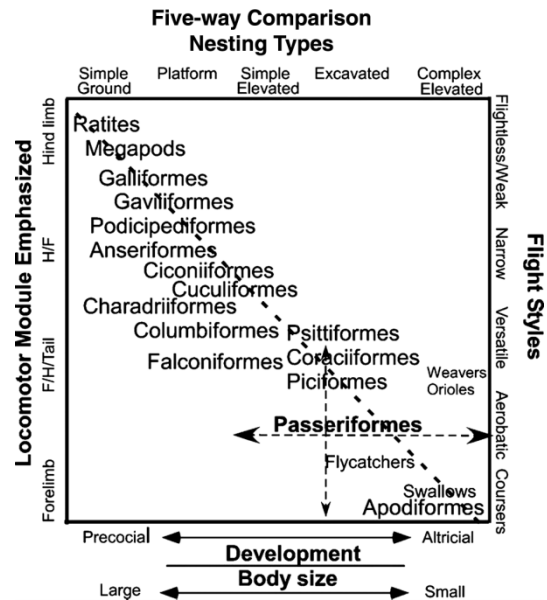 Five-way Comparison
Nesting Types
Simple Ground
Platform
Simple Elevated
Excavated
Complex Elevated
Locomotor Module Emphasized
Hind limb
H/F
F/H/Tail
Forelimb
Flight Styles
Flightless/Weak
Narrow
Versatile
Aerobatic
Coursers
Ratites
Megapods
Galliformes
Gaviiformes
Podicipediformes
Anseriformes
Ciconiiformes
Cuculiformes
Charadriiformes
Columbiformes
Psittiformes
Falconiformes
Coraciiformes
Piciformes
Weavers
Orioles
Passeriformes
Flycatchers
Swallows
Apodiformes
Precocial
Altricial
Development
Body size
Large
Small